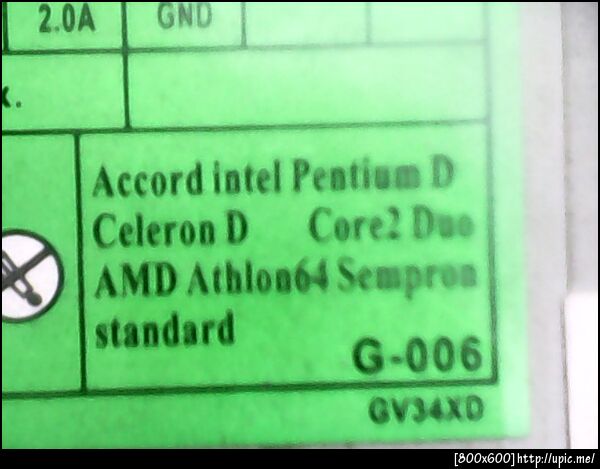 2.0A GND
x.
Accord intel Pentium D
Celeron D Core2 Duo
AMD Athlon64 Sempron
standard
G-006
GV34XD
[800x600]http://upic.me/